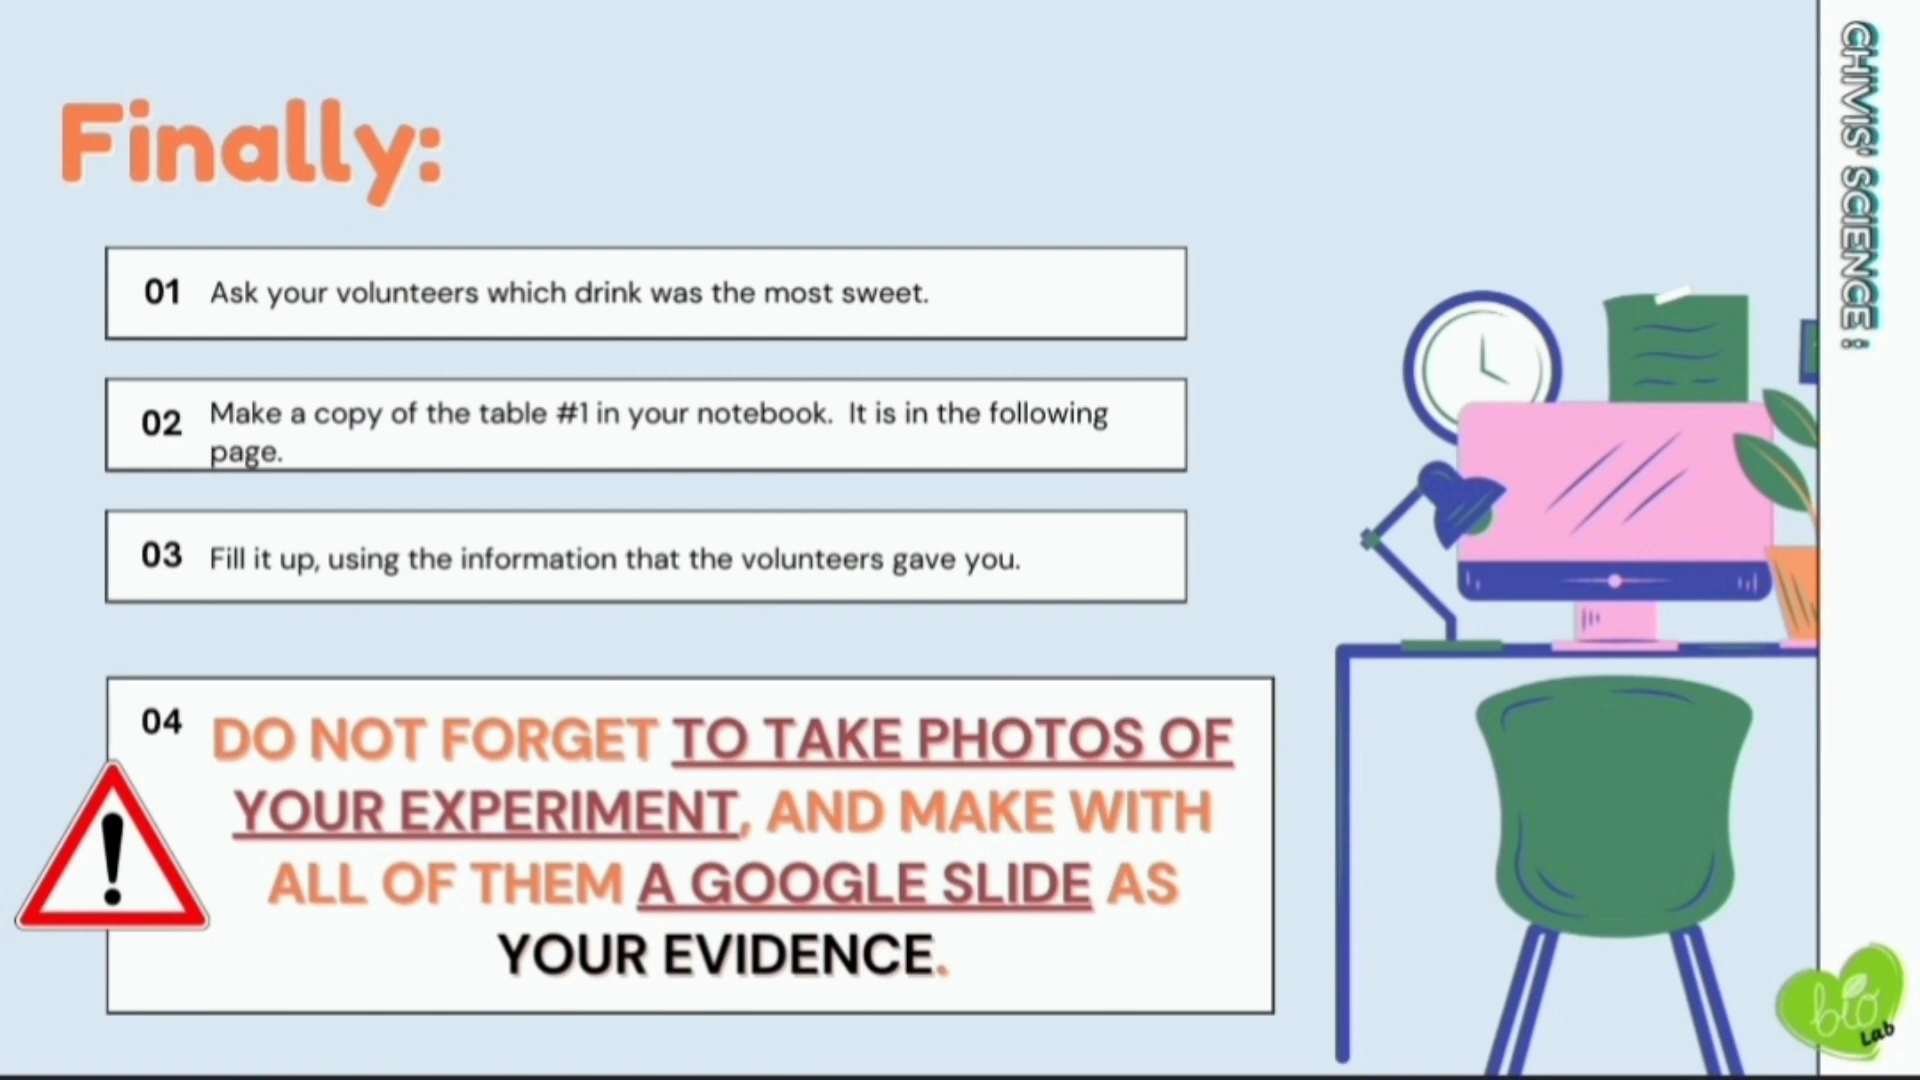 Finally:
01 Ask your volunteers which drink was the most sweet.
02 Make a copy of the table #1 in your notebook. It is in the following
page.
03 Fill it up, using the information that the volunteers gave you.
04 DO NOT FORGET TO TAKE PHOTOS OF
YOUR EXPERIMENT, AND MAKE WITH
ALL OF THEM A GOOGLE SLIDE AS
YOUR EVIDENCE.
CHIVIS' SCIENCE :
bio
Lab